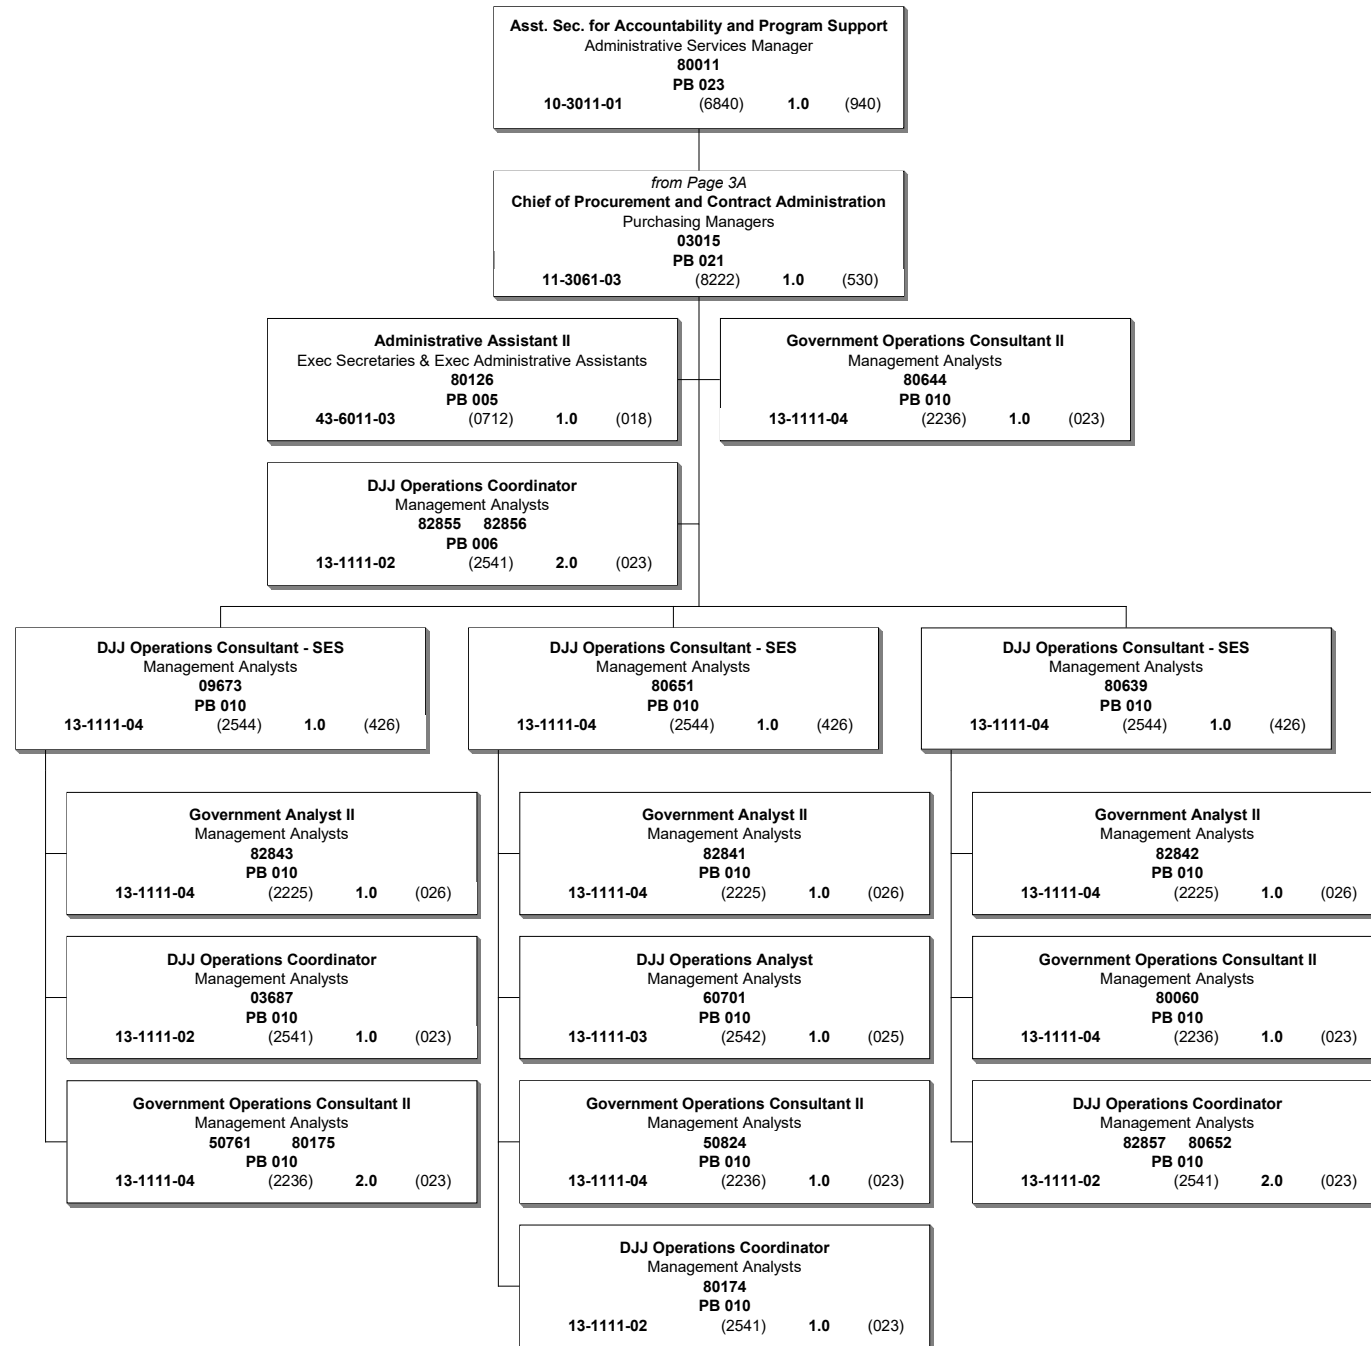 Asst. Sec. for Accountability and Program Support
Administrative Services Manager
80011
PB 023
10-3011-01 (6840) 1.0 (940)
from Page 3A
Chief of Procurement and Contract Administration
Purchasing Managers
03015
PB 021
11-3061-03 (8222) 1.0 (530)
Administrative Assistant II
Exec Secretaries & Exec Administrative Assistants
80126
PB 005
43-6011-03 (0712) 1.0 (018)
Government Operations Consultant II
Management Analysts
80644
PB 010
13-1111-04 (2236) 1.0 (023)
DJJ Operations Coordinator
Management Analysts
82855 82856
PB 006
13-1111-02 (2541) 2.0 (023)
DJJ Operations Consultant - SES
Management Analysts
09673
PB 010
13-1111-04 (2544) 1.0 (426)
DJJ Operations Consultant - SES
Management Analysts
80651
PB 010
13-1111-04 (2544) 1.0 (426)
DJJ Operations Consultant - SES
Management Analysts
80639
PB 010
13-1111-04 (2544) 1.0 (426)
Government Analyst II
Management Analysts
82843
PB 010
13-1111-04 (2225) 1.0 (026)
Government Analyst II
Management Analysts
82841
PB 010
13-1111-04 (2225) 1.0 (026)
Government Analyst II
Management Analysts
82842
PB 010
13-1111-04 (2225) 1.0 (026)
DJJ Operations Coordinator
Management Analysts
03687
PB 010
13-1111-02 (2541) 1.0 (023)
DJJ Operations Analyst
Management Analysts
60701
PB 010
13-1111-03 (2542) 1.0 (025)
Government Operations Consultant II
Management Analysts
80060
PB 010
13-1111-04 (2236) 1.0 (023)
Government Operations Consultant II
Management Analysts
50761 80175
PB 010
13-1111-04 (2236) 2.0 (023)
Government Operations Consultant II
Management Analysts
50824
PB 010
13-1111-04 (2236) 1.0 (023)
DJJ Operations Coordinator
Management Analysts
82857 80652
PB 010
13-1111-02 (2541) 2.0 (023)
DJJ Operations Coordinator
Management Analysts
80174
PB 010
13-1111-02 (2541) 1.0 (023)